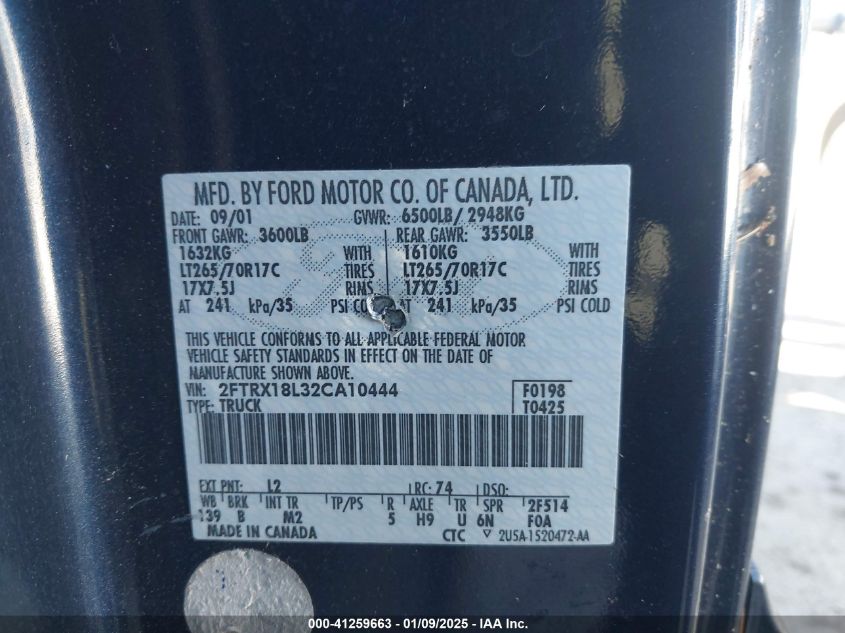 MFD. BY FORD MOTOR CO. OF CANADA, LTD.
DATE: 09/01 GVWR: 6500LB/ 2948KG
FRONT GAWR: 3600LB REAR GAWR: 3550LB
1632KG WITH 1610KG WITH
LT265/70R17C TIRES LT265/70R17C TIRES
17X7.5J RIMS 17X7.5J RIMS
AT 241 kPa/35 PSI AT 241 kPa/35 PSI COLD
THIS VEHICLE CONFORMS TO ALL APPLICABLE FEDERAL MOTOR
VEHICLE SAFETY STANDARDS IN EFFECT ON THE DATE OF
MANUFACTURE SHOWN ABOVE.
VIN: 2FTRX18L32CA10444 F0198
TYPE: TRUCK T0425
EXT PNT: L2 RC: 74 DSO:
WB BRK INT TR TP/PS R AXLE TR SPR 2F514
139 B M2 5 H9 U 6N F0A
MADE IN CANADA CTC ▽ 2U5A-1520472-AA
000-41259663 - 01/09/2025 - IAA Inc.